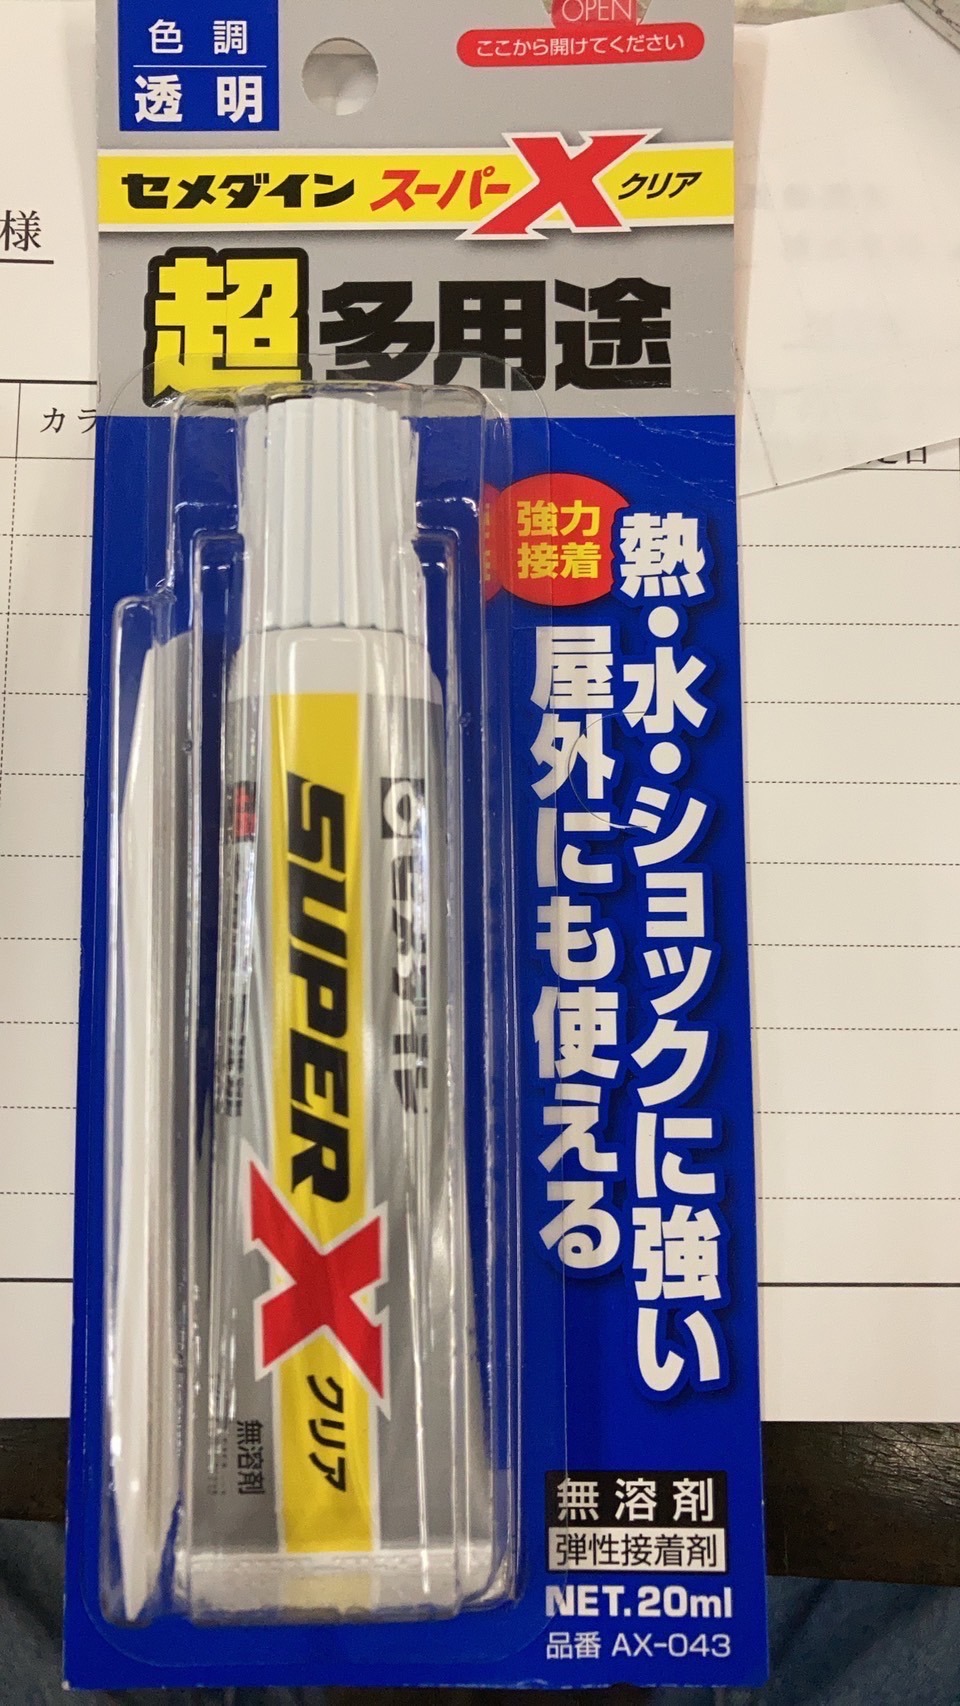 色調
透明
OPEN
ここから開けてください
セメダイン スーパーX クリア
超多用途
様
カラ
強力
接着
熱・水・ショックに強い
屋外にも使える
SUPER X クリア
無溶剤
無溶剤
弾性接着剤
NET.20ml
品番 AX-043